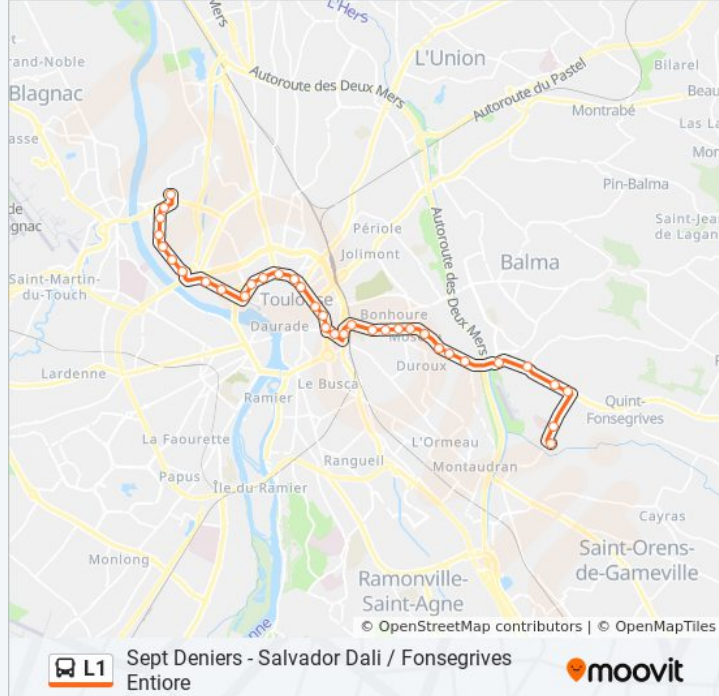 L'Hers
Mers
L'Union
rand-Noble
Bilarel
Autoroute des Deux Mers
Autoroute du Pastel
Blagnac
Beau
Montrabé
Las La
asse
Mon
Pin-Balma
de
gnac
Périole
Saint-Jea
de Lagan
Jolimont
Autoroute des Deux Mers
Balma
Saint-Martin-
du-Touch
Toulouse
Bonhoure
Daurade
Duroux
Lardenne
Le Busca
Ramier
Quint-
Fonsegrives
La Faourette
L'Ormeau
Rangueil
Montaudran
Papus
Île du Ramier
Cayras
Monlong
Saint-Orens-
de-Gameville
Ramonville-
Saint-Agne
© OpenStreetMap contributors | © OpenMapTiles
L1
Sept Deniers - Salvador Dali / Fonsegrives
Entiore
moovit